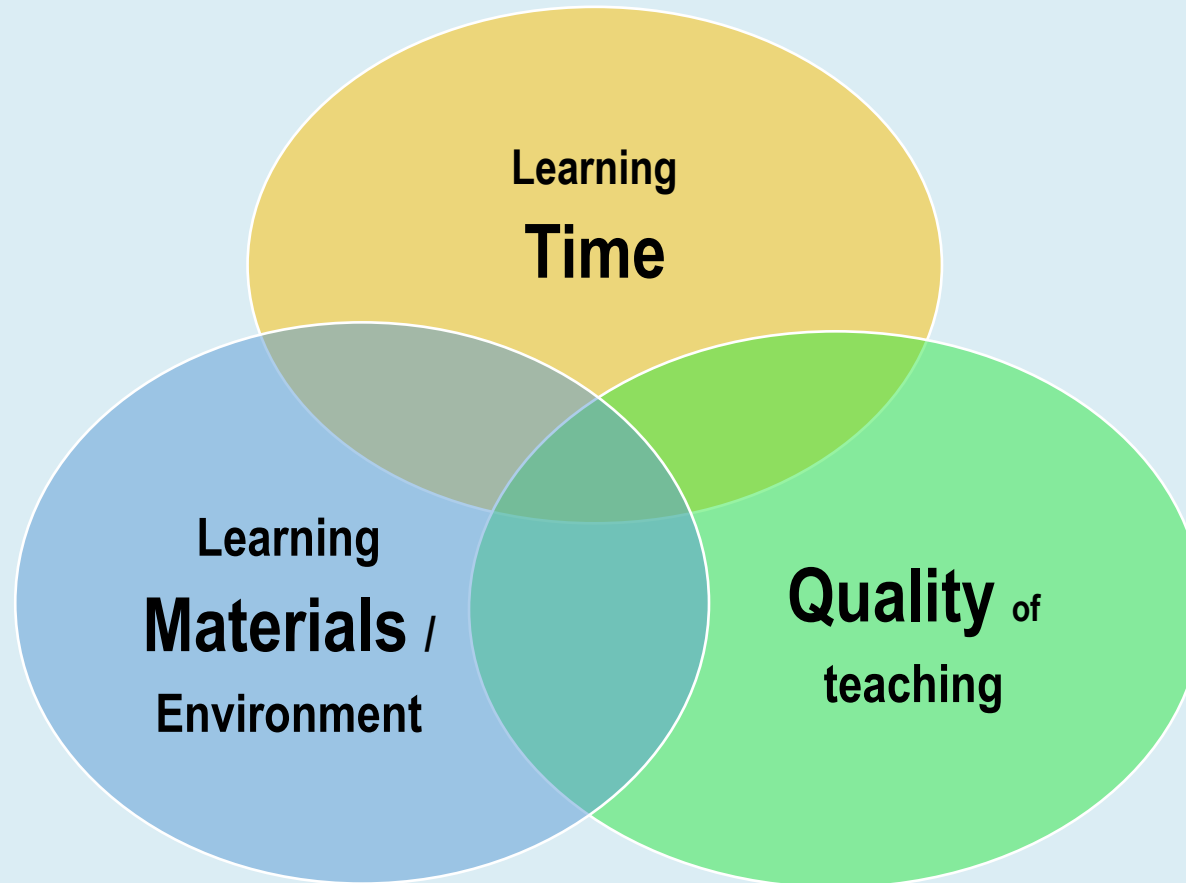 Learning
Time
Learning
Materials /
Environment
Quality of
teaching